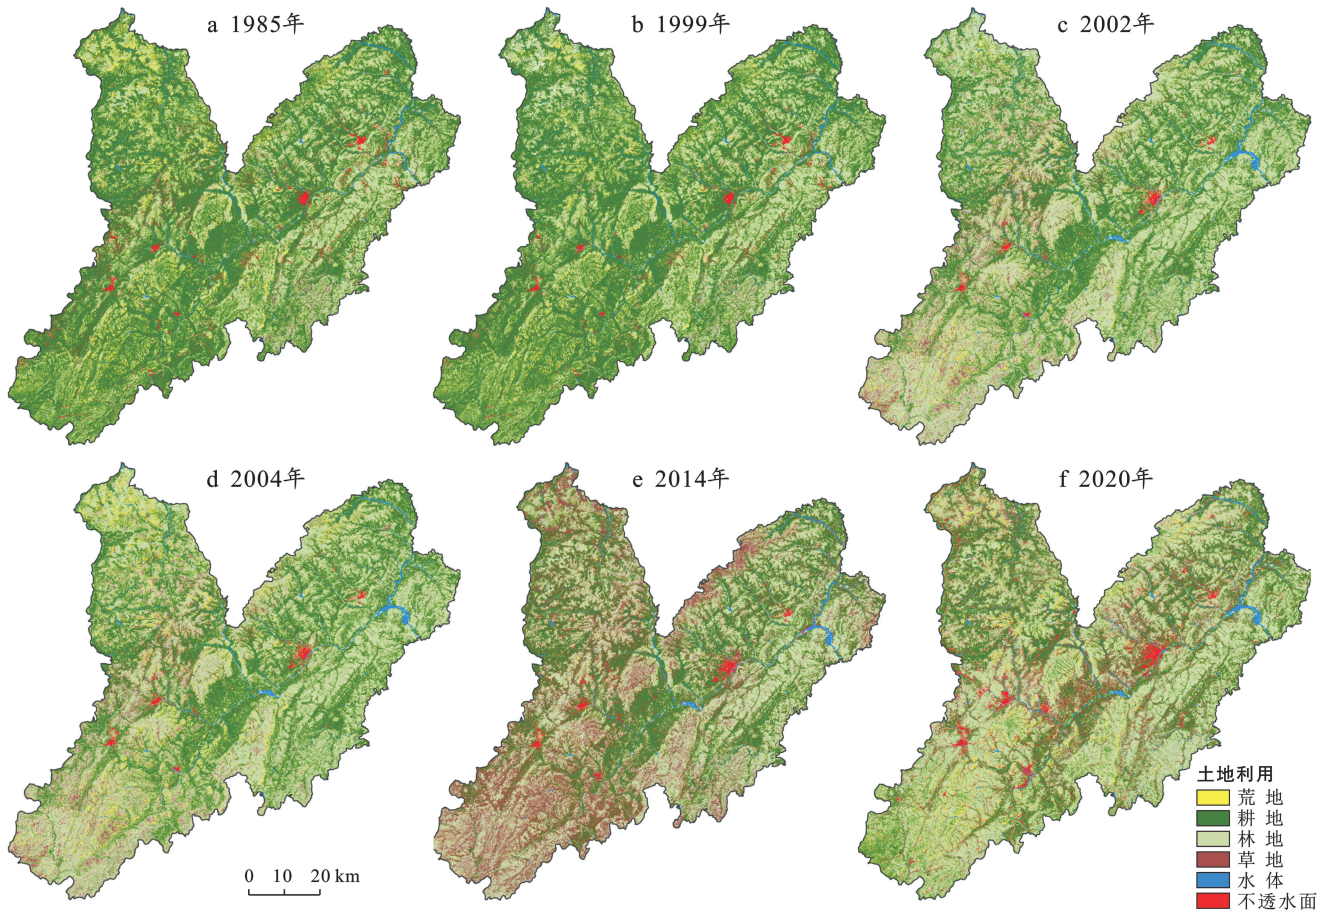 a 1985年
b 1999年
c 2002年
d 2004年
e 2014年
f 2020年
0 10 20 km
土地利用
荒 地
耕 地
林 地
草 地
水 体
不透水面